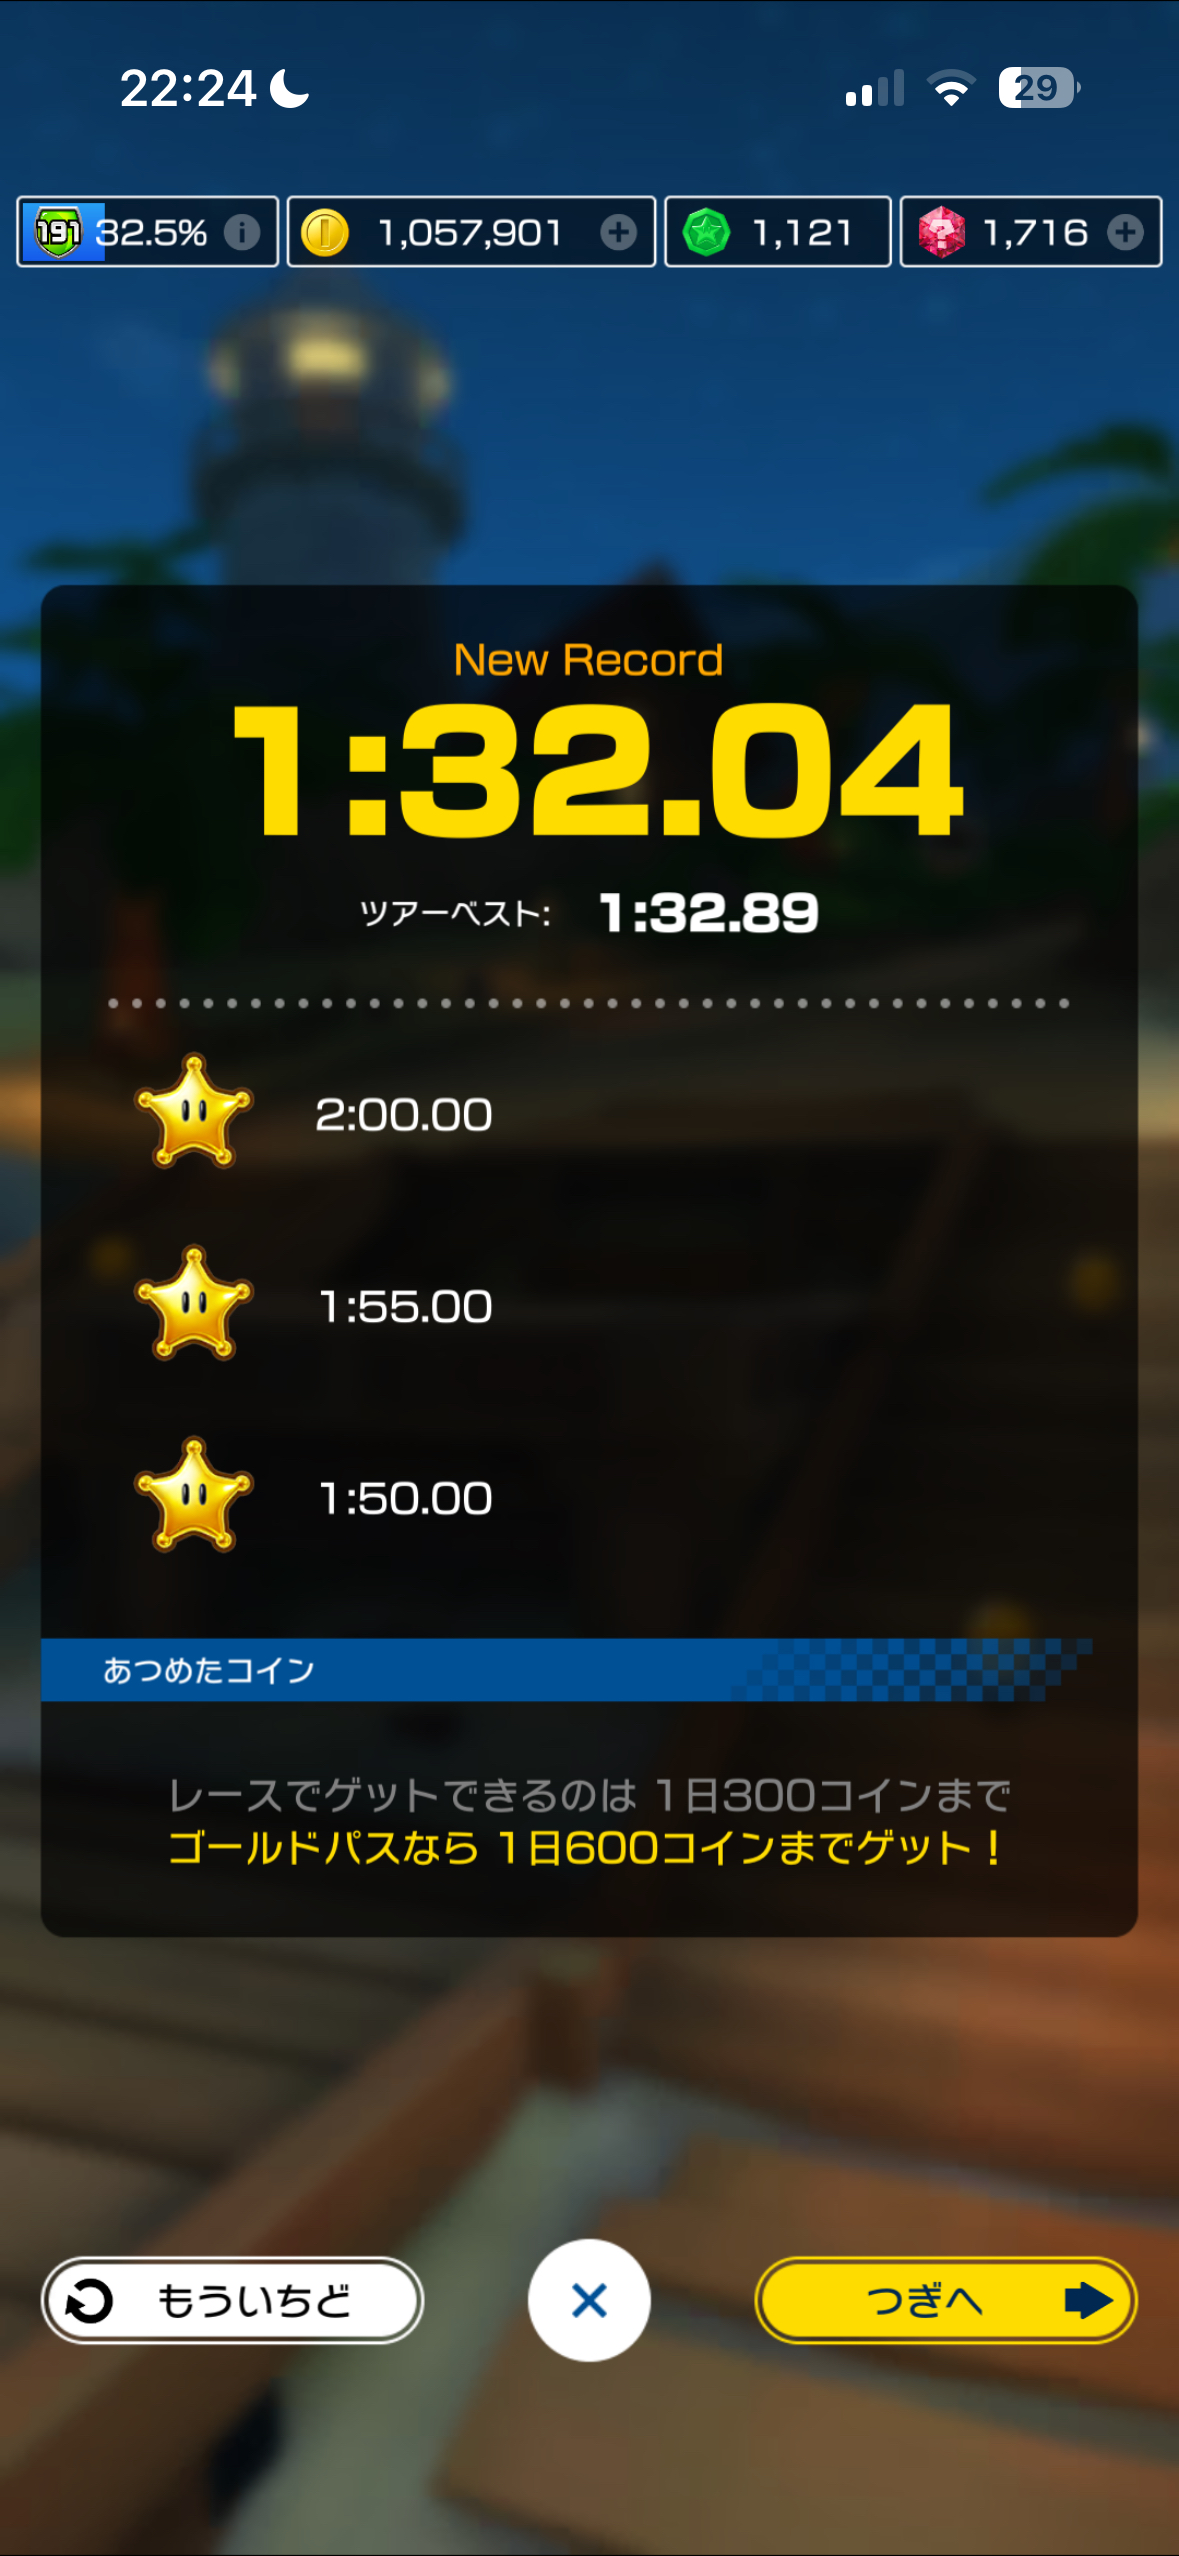 22:24
29
191 32.5% 1,057,901 1,121 1,716
New Record
1:32.04
ツアーベスト: 1:32.89
2:00.00
1:55.00
1:50.00
あつめたコイン
レースでゲットできるのは 1日300コインまで
ゴールドパスなら 1日600コインまでゲット！
もういちど
つぎへ